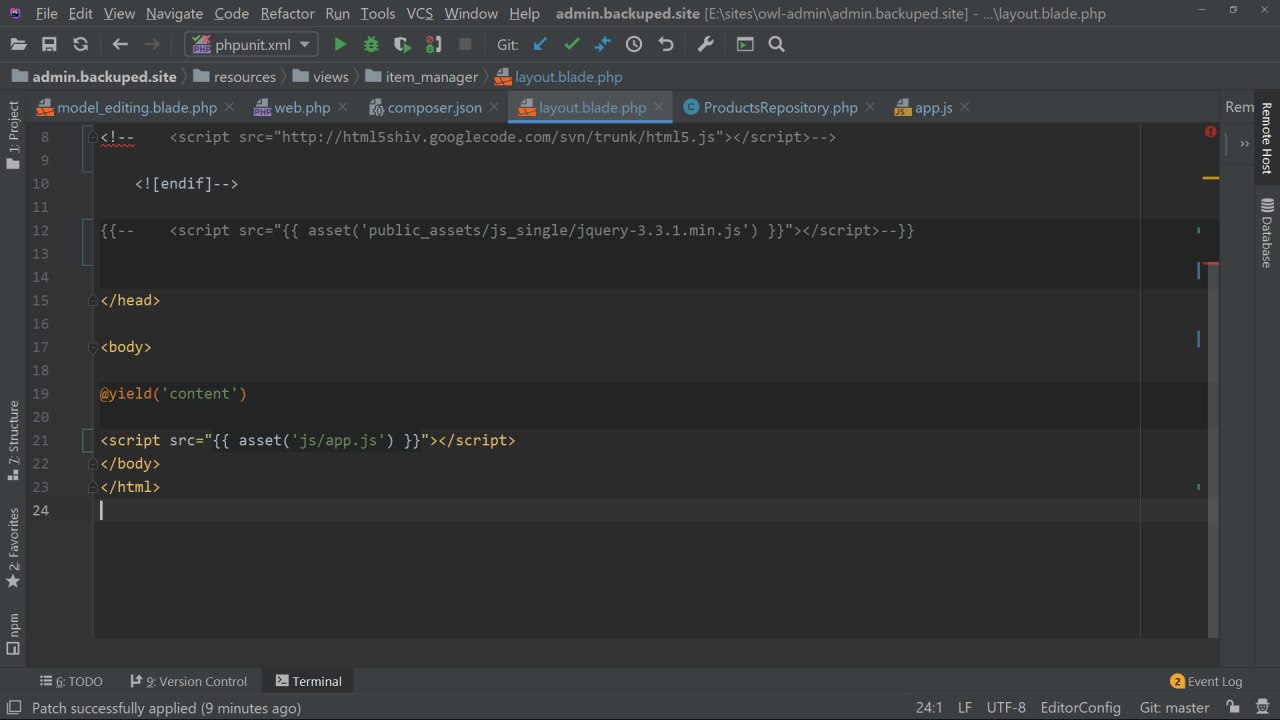 File Edit View Navigate Code Refactor Run Tools VCS Window Help admin.backuped.site [E:\sites\owl-admin\admin.backuped.site] - ...\layout.blade.php
phpunit.xml Git:
admin.backuped.site resources views item_manager layout.blade.php
model_editing.blade.php web.php composer.json layout.blade.php ProductsRepository.php app.js Rem
1: Project
7: Structure
2: Favorites
npm
Remote Host
Database
8 <!--    <script src="http://html5shiv.googlecode.com/svn/trunk/html5.js"></script>-->
9
10     <![endif]-->
11
12 {{--    <script src="{{ asset('public_assets/js_single/jquery-3.3.1.min.js') }}"></script>--}}
13
14
15 </head>
16
17 <body>
18
19 @yield('content')
20
21 <script src="{{ asset('js/app.js') }}"></script>
22 </body>
23 </html>
24
6: TODO 9: Version Control Terminal 2 Event Log
Patch successfully applied (9 minutes ago) 24:1 LF UTF-8 EditorConfig Git: master